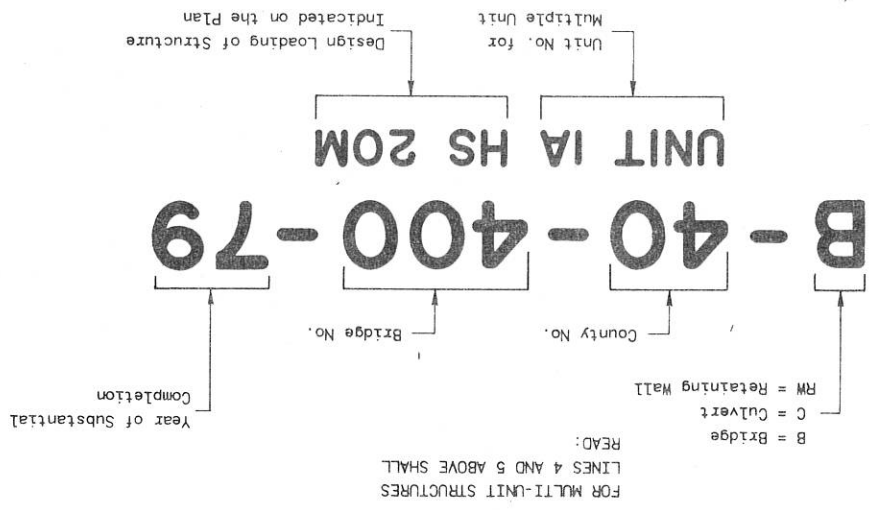 FOR MULTI-UNIT STRUCTURES
LINES 4 AND 5 ABOVE SHALL
READ:
B = Bridge
C = Culvert
RW = Retaining Wall
Year of Substantial
Completion
County No.
Bridge No.
B-40-400-79
UNIT IA HS 20M
Unit No. for
Multiple Unit
Design Loading of Structure
Indicated on the Plan